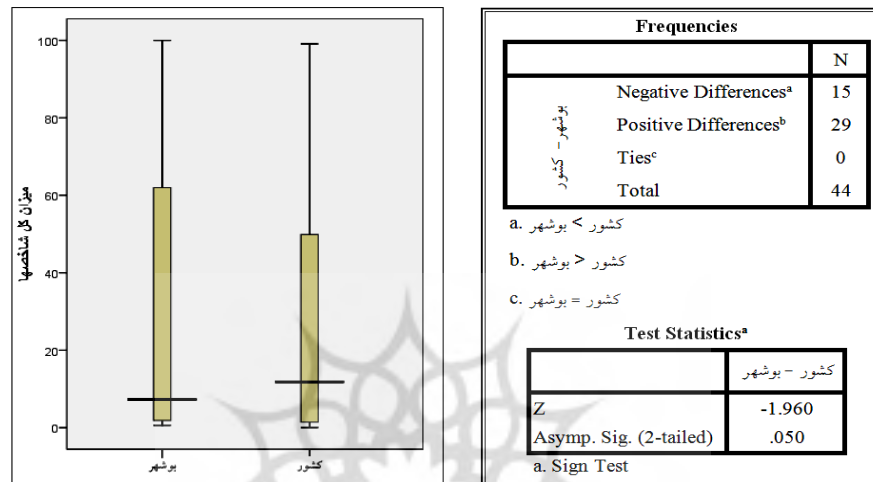 100
80
60
40
20
0
میزان کل شاخصها
بوشهر
کشور
Frequencies
N
بوشهر - کشور
Negative Differencesᵃ 15
Positive Differencesᵇ 29
Tiesᶜ 0
Total 44
a. کشور > بوشهر
b. کشور < بوشهر
c. کشور = بوشهر
Test Statisticsᵃ
کشور - بوشهر
Z -1.960
Asymp. Sig. (2-tailed) .050
a. Sign Test